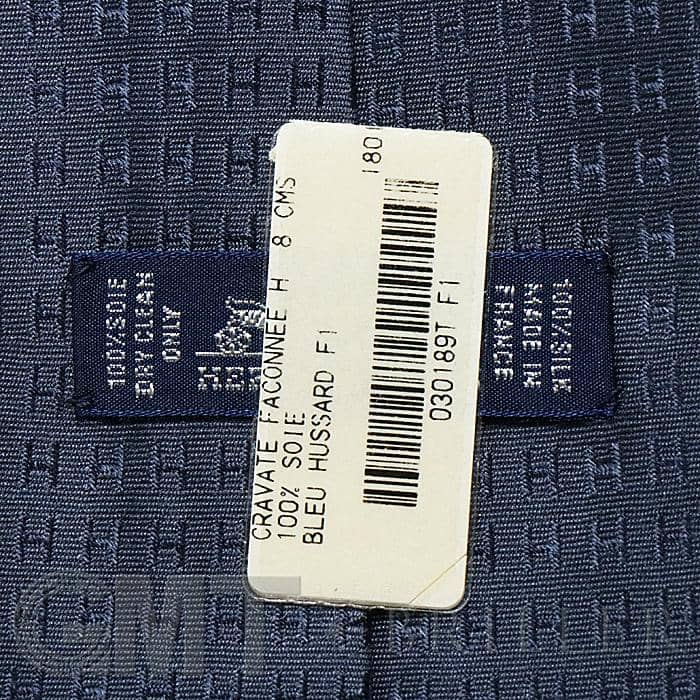 CRAVATE FACONNEE H 8 CMS
100% SOIE
BLEU HUSSARD F1
030189T F1
180
100%SOIE
DRY CLEAN
ONLY
100%SILK
MADE IN
FRANCE
GMT